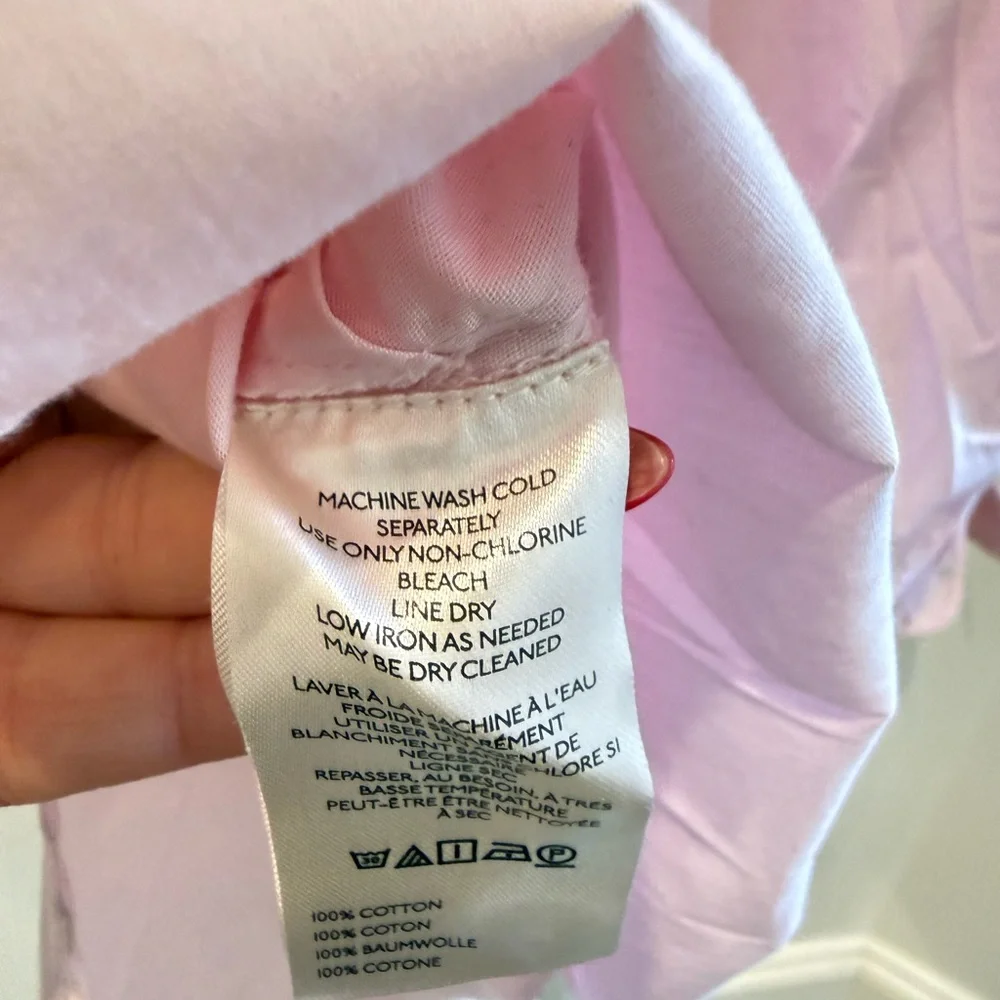 MACHINE WASH COLD
SEPARATELY
USE ONLY NON-CHLORINE
BLEACH
LINE DRY
LOW IRON AS NEEDED
MAY BE DRY CLEANED
LAVER À LA MACHINE À L'EAU
FROIDE
UTILISER
BLANCHIMENT
NÉCESSAIRE CHLORE SI
LIGNE SEC
REPASSER, AU BESOIN, À TRÈS
BASSE TEMPÉRATURE
PEUT-ÊTRE ÊTRE NETTOYÉE
À SEC
30 P
100% COTTON
100% COTON
100% BAUMWOLLE
100% COTONE